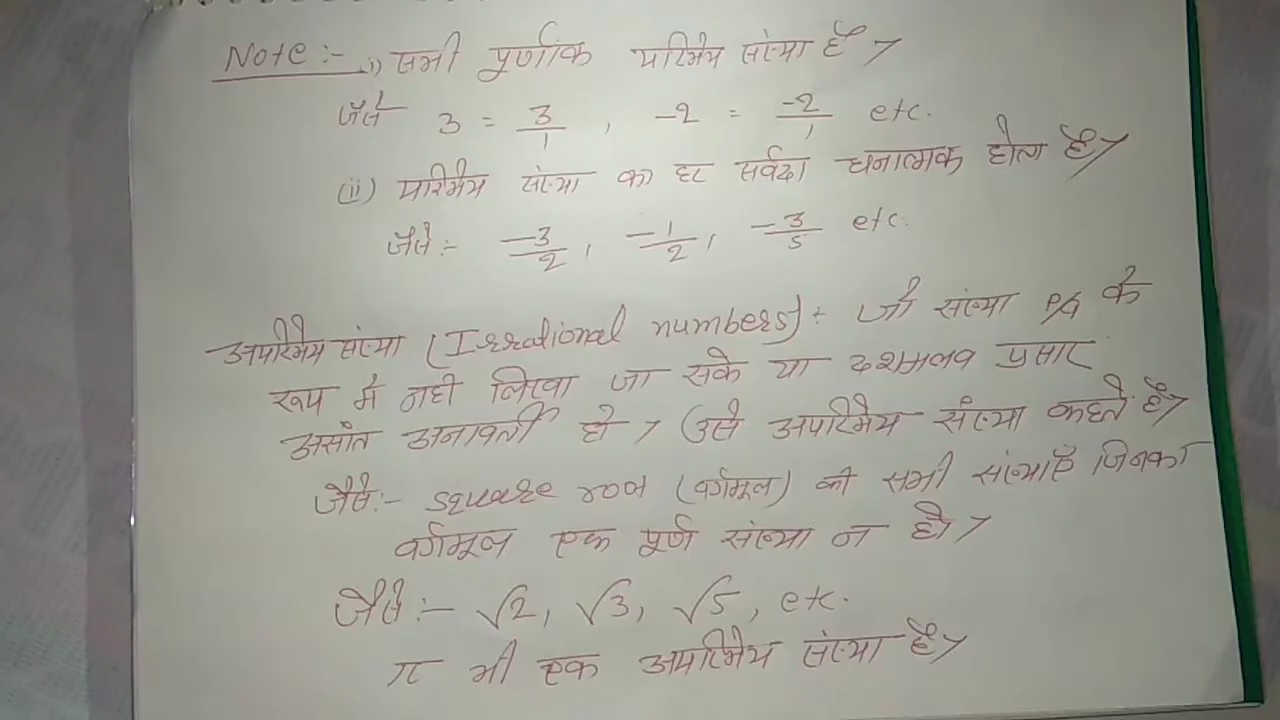 Note :- i) सभी पूर्णांक परिमेय संख्या है >
जैसे 3 = 3/1 , -2 = -2/1 etc.
(ii) परिमेय संख्या का हर सर्वदा धनात्मक होता है >
जैसे :- -3/2 , -1/2 , -3/5 etc.
अपरिमेय संख्या (Irrational numbers) :- जो संख्या P/q के
रूप में नहीं लिखा जा सके या दशमलव प्रसार
असांत अनावर्ती हो > उसे अपरिमेय संख्या कहते है >
जैसे :- square root (वर्गमूल) की सभी संख्याएँ जिनका
वर्गमूल एक पूर्ण संख्या न हो >
जैसे :- √2, √3, √5, etc.
π भी एक अपरिमेय संख्या है >